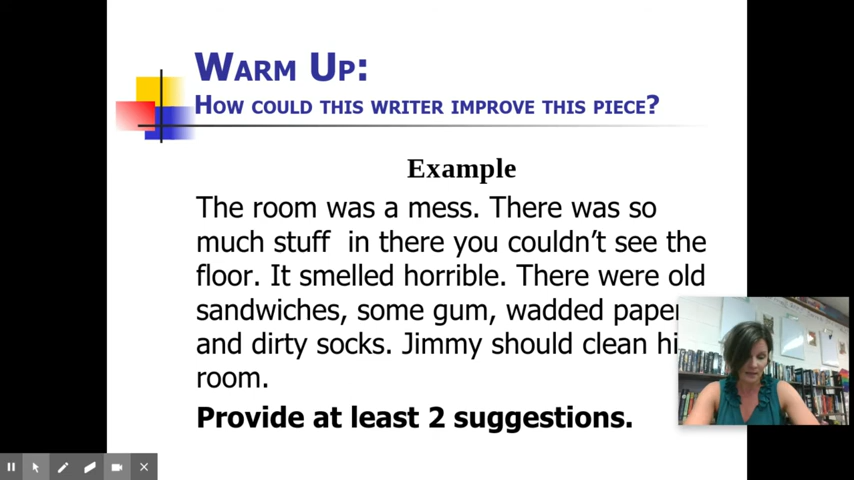 WARM UP:
HOW COULD THIS WRITER IMPROVE THIS PIECE?
Example
The room was a mess. There was so
much stuff in there you couldn't see the
floor. It smelled horrible. There were old
sandwiches, some gum, wadded paper
and dirty socks. Jimmy should clean hi
room.
Provide at least 2 suggestions.